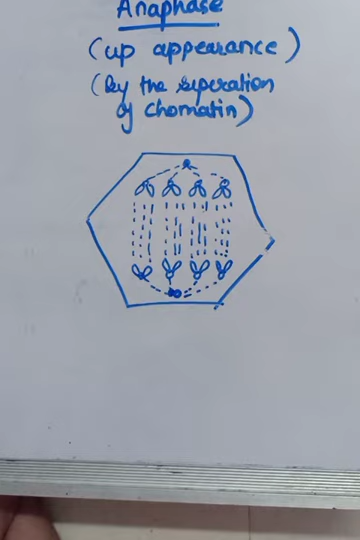 Anaphase
(up appearance)
(by the superation
of chomatin)